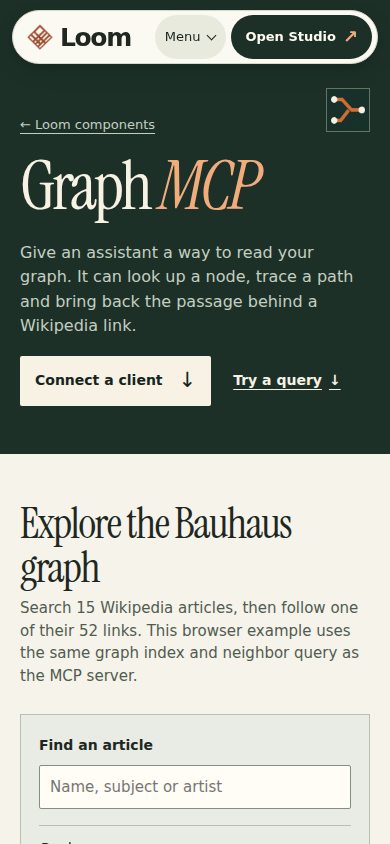 Loom
Menu
Open Studio ↗
← Loom components
Graph MCP
Give an assistant a way to read your
graph. It can look up a node, trace a path
and bring back the passage behind a
Wikipedia link.
Connect a client ↓
Try a query ↓
Explore the Bauhaus
graph
Search 15 Wikipedia articles, then follow one
of their 52 links. This browser example uses
the same graph index and neighbor query as
the MCP server.
Find an article
Name, subject or artist